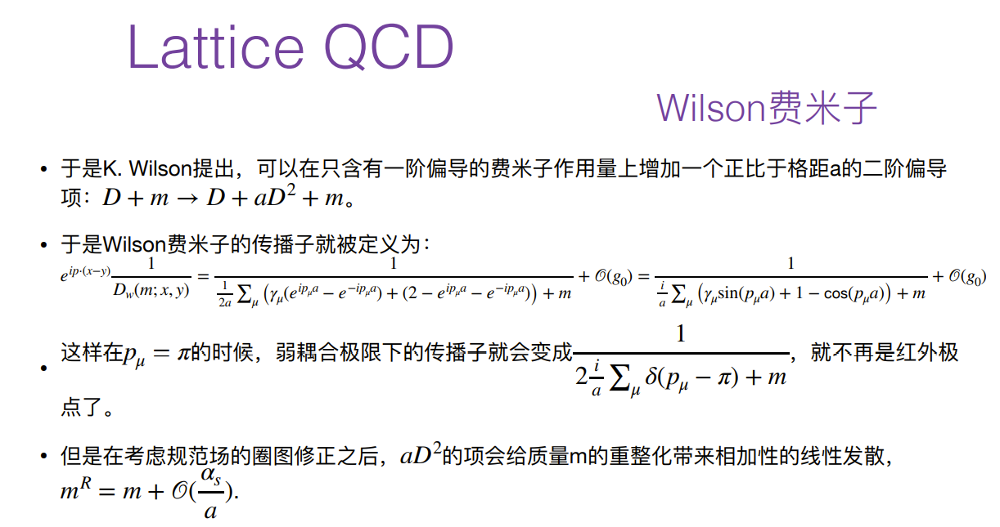 Lattice QCD
Wilson费米子
• 于是K. Wilson提出，可以在只含有一阶偏导的费米子作用量上增加一个正比于格距a的二阶偏导
项：$D + m \to D + aD^2 + m$。
• 于是Wilson费米子的传播子就被定义为：
$e^{ip\cdot(x-y)}\frac{1}{D_w(m;x,y)} = \frac{1}{\frac{1}{2a}\sum_\mu \left(\gamma_\mu(e^{ip_\mu a} - e^{-ip_\mu a}) + (2 - e^{ip_\mu a} - e^{-ip_\mu a})\right) + m} + \mathcal{O}(g_0) = \frac{1}{\frac{i}{a}\sum_\mu \left(\gamma_\mu \sin(p_\mu a) + 1 - \cos(p_\mu a)\right) + m} + \mathcal{O}(g_0)$
• 这样在$p_\mu = \pi$的时候，弱耦合极限下的传播子就会变成$\frac{1}{2\frac{i}{a}\sum_\mu \delta(p_\mu - \pi) + m}$，就不再是红外极
点了。
• 但是在考虑规范场的圈图修正之后，$aD^2$的项会给质量m的重整化带来相加性的线性发散，
$m^R = m + \mathcal{O}(\frac{\alpha_s}{a})$.